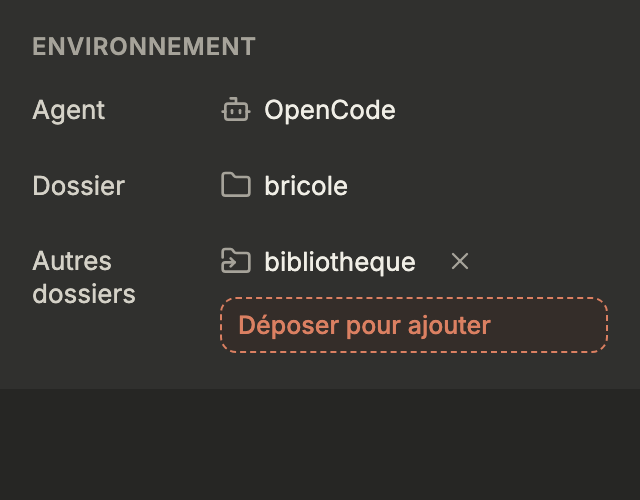 ENVIRONNEMENT
Agent OpenCode
Dossier bricole
Autres dossiers bibliotheque
Déposer pour ajouter